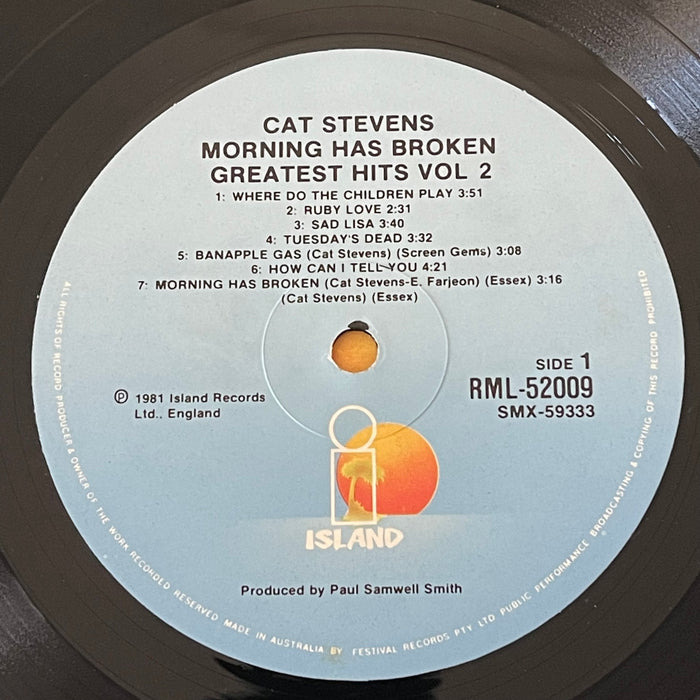 CAT STEVENS
MORNING HAS BROKEN
GREATEST HITS VOL 2
1: WHERE DO THE CHILDREN PLAY 3:51
2: RUBY LOVE 2:31
3: SAD LISA 3:40
4: TUESDAY'S DEAD 3:32
5: BANAPPLE GAS (Cat Stevens) (Screen Gems) 3:08
6: HOW CAN I TELL YOU 4:21
7: MORNING HAS BROKEN (Cat Stevens-E. Farjeon) (Essex) 3:16
(Cat Stevens) (Essex)
SIDE 1
RML-52009
SMX-59333
℗ 1981 Island Records
Ltd., England
i
ISLAND
Produced by Paul Samwell Smith
ALL RIGHTS OF RECORD PRODUCER & OWNER OF THE WORK RECORDED RESERVED MADE IN AUSTRALIA BY FESTIVAL RECORDS PTY LTD PUBLIC PERFORMANCE BROADCASTING & COPYING OF THIS RECORD PROHIBITED